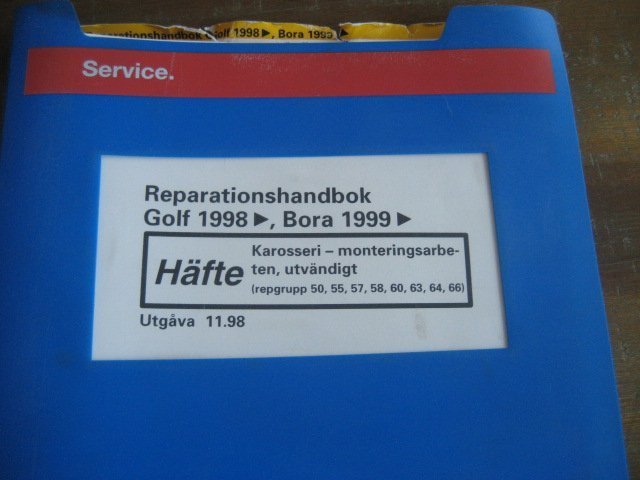 Reparationshandbok Golf 1998 ▶, Bora 1999 ▶
Service.
Reparationshandbok
Golf 1998 ▶, Bora 1999 ▶
Häfte
Karosseri – monteringsarbe-
ten, utvändigt
(repgrupp 50, 55, 57, 58, 60, 63, 64, 66)
Utgåva 11.98